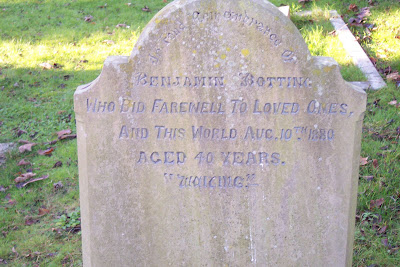 In Remembrance of
Benjamin Botting
Who Bid Farewell To Loved Ones,
And This World Aug. 10th 1880
AGED 40 YEARS.
"WAITING"